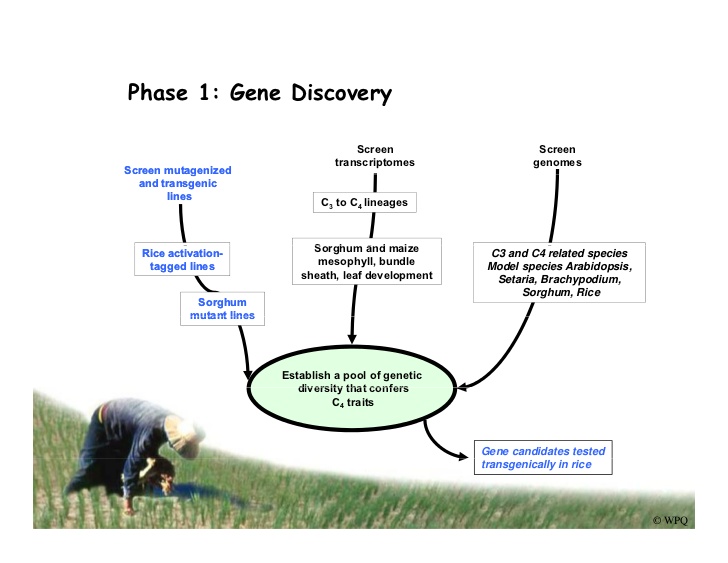 Phase 1: Gene Discovery
Screen mutagenized
and transgenic
lines
Rice activation-
tagged lines
Sorghum
mutant lines
Screen
transcriptomes
C₃ to C₄ lineages
Sorghum and maize
mesophyll, bundle
sheath, leaf development
Screen
genomes
C3 and C4 related species
Model species Arabidopsis,
Setaria, Brachypodium,
Sorghum, Rice
Establish a pool of genetic
diversity that confers
C₄ traits
Gene candidates tested
transgenically in rice
© WPQ